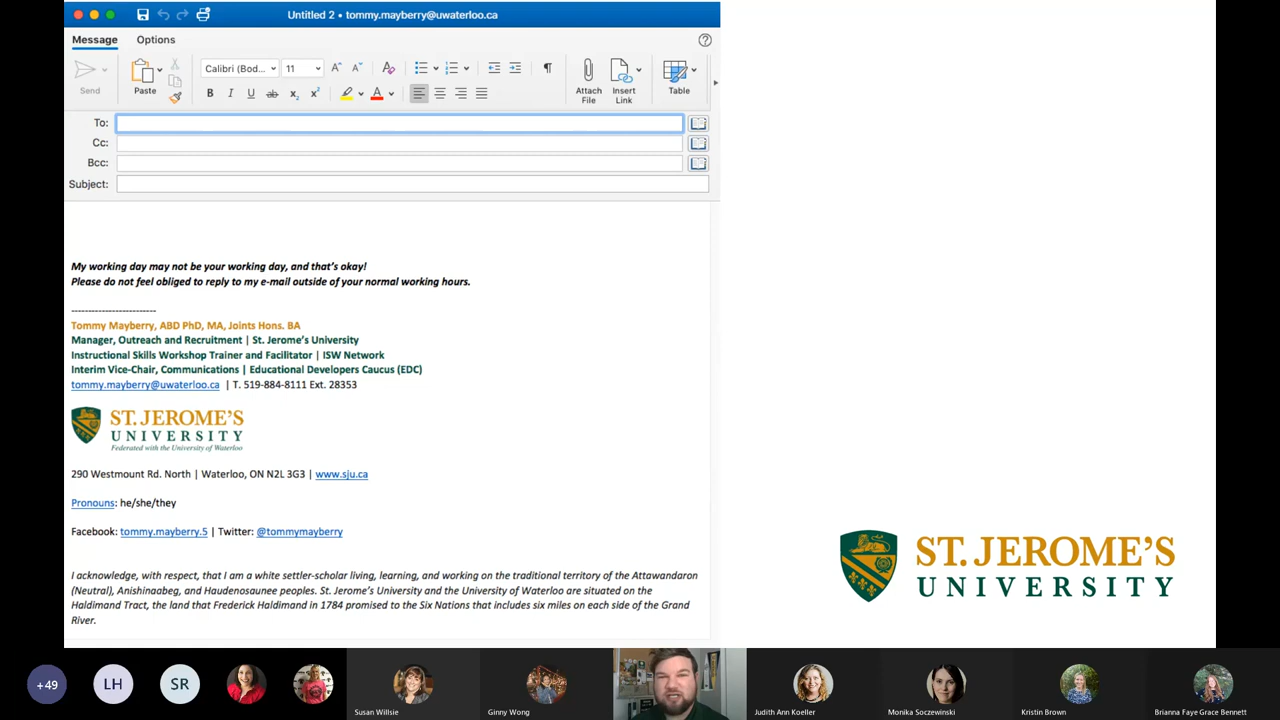 Untitled 2 • tommy.mayberry@uwaterloo.ca
Message Options
Calibri (Bod... 11
Send Paste Attach File Insert Link Table
B I U ab x₂ x² A
To:
Cc:
Bcc:
Subject:
My working day may not be your working day, and that's okay!
Please do not feel obliged to reply to my e-mail outside of your normal working hours.
-------------------------
Tommy Mayberry, ABD PhD, MA, Joints Hons. BA
Manager, Outreach and Recruitment | St. Jerome's University
Instructional Skills Workshop Trainer and Facilitator | ISW Network
Interim Vice-Chair, Communications | Educational Developers Caucus (EDC)
tommy.mayberry@uwaterloo.ca | T. 519-884-8111 Ext. 28353
ST. JEROME'S
UNIVERSITY
Federated with the University of Waterloo
290 Westmount Rd. North | Waterloo, ON N2L 3G3 | www.sju.ca
Pronouns: he/she/they
Facebook: tommy.mayberry.5 | Twitter: @tommymayberry
I acknowledge, with respect, that I am a white settler-scholar living, learning, and working on the traditional territory of the Attawandaron
(Neutral), Anishinaabeg, and Haudenosaunee peoples. St. Jerome's University and the University of Waterloo are situated on the
Haldimand Tract, the land that Frederick Haldimand in 1784 promised to the Six Nations that includes six miles on each side of the Grand
River.
ST. JEROME'S
UNIVERSITY
+49 LH SR
Susan Willsie
Ginny Wong
Judith Ann Koeller
Monika Soczewinski
Kristin Brown
Brianna Faye Grace Bennett